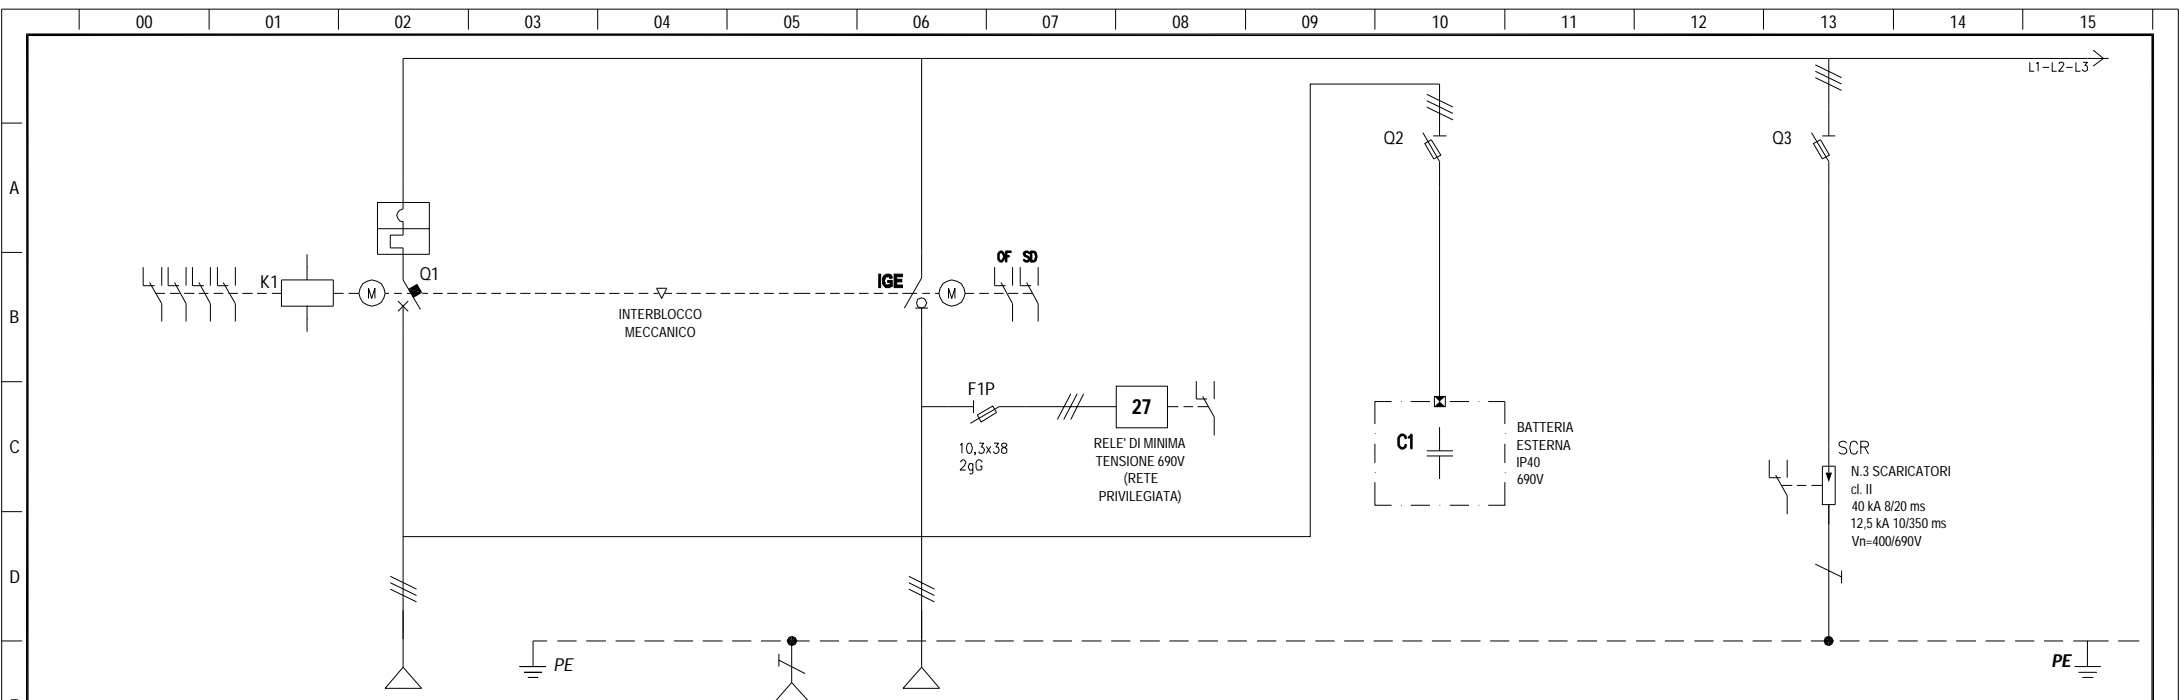 00 01 02 03 04 05 06 07 08 09 10 11 12 13 14 15
L1-L2-L3
A
Q2
Q3
B
K1
M
Q1
INTERBLOCCO
MECCANICO
IGE
M
OF SD
C
F1P
10,3x38
2gG
27
RELE' DI MINIMA
TENSIONE 690V
(RETE
PRIVILEGIATA)
C1
BATTERIA
ESTERNA
IP40
690V
SCR
N.3 SCARICATORI
cl. II
40 kA 8/20 ms
12,5 kA 10/350 ms
Vn=400/690V
D
PE
PE